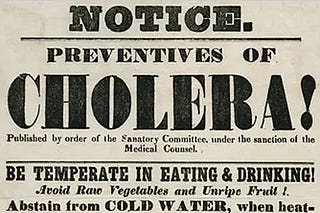 NOTICE.
PREVENTIVES OF
CHOLERA!
Published by order of the Sanatory Committee, under the sanction of the
Medical Counsel.
BE TEMPERATE IN EATING & DRINKING!
Avoid Raw Vegetables and Unripe Fruit !.
Abstain from COLD WATER, when heat-